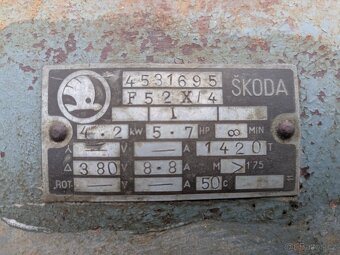 4531695
F52X/4 ŠKODA
1
4.2 kW 5.7 HP ∞ MIN
— V — A 1420 T
△ 380 V 8.8 A — M > 175
ROT — V — A 50 C